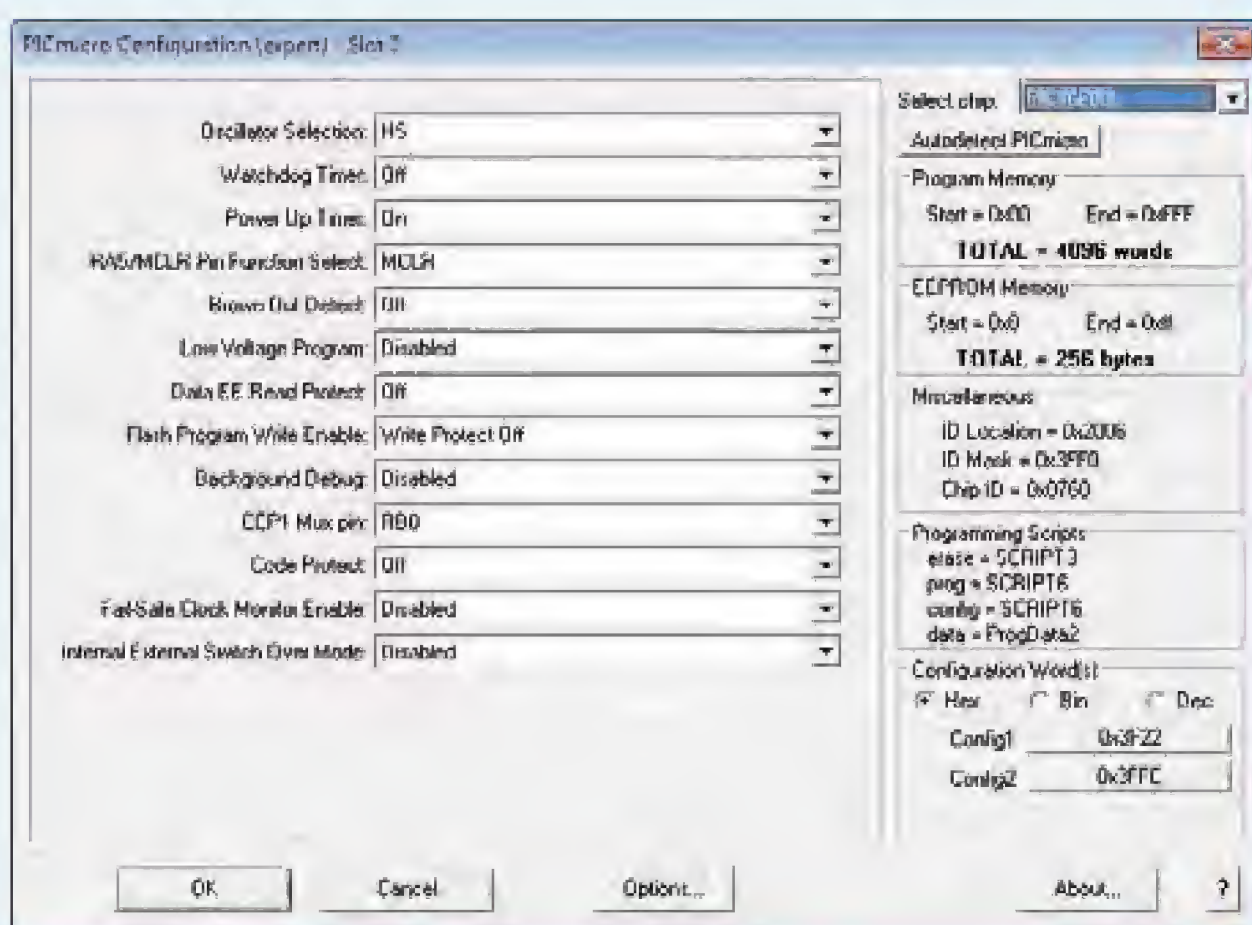 PICmicro Configuration (expert) - Slot
Oscillator Selection: HS
Watchdog Timer: Off
Power Up Timer: On
RA5/MCLR Pin Function Select: MCLR
Brown Out Detect: Off
Low Voltage Program: Disabled
Data EE Read Protect: Off
Flash Program Write Enable: Write Protect Off
Background Debug: Disabled
CCP1 Mux pin: RB0
Code Protect: Off
Fail-Safe Clock Monitor Enable: Disabled
Internal External Switch Over Mode: Disabled
OK
Cancel
Options...
Select chip:
Autodetect PICmicro
Program Memory
Start = 0x00 End = 0xFFF
TOTAL = 4096 words
EEPROM Memory
Start = 0x0 End = 0xff
TOTAL = 256 bytes
Miscellaneous
ID Location = 0x2006
ID Mask = 0x3FF0
Chip ID = 0x0760
Programming Scripts
erase = SCRIPT3
prog = SCRIPT6
config = SCRIPT6
data = ProgData2
Configuration Word(s)
Hex Bin Dec
Config1 0x3F22
Config2 0x3FFC
About...
?